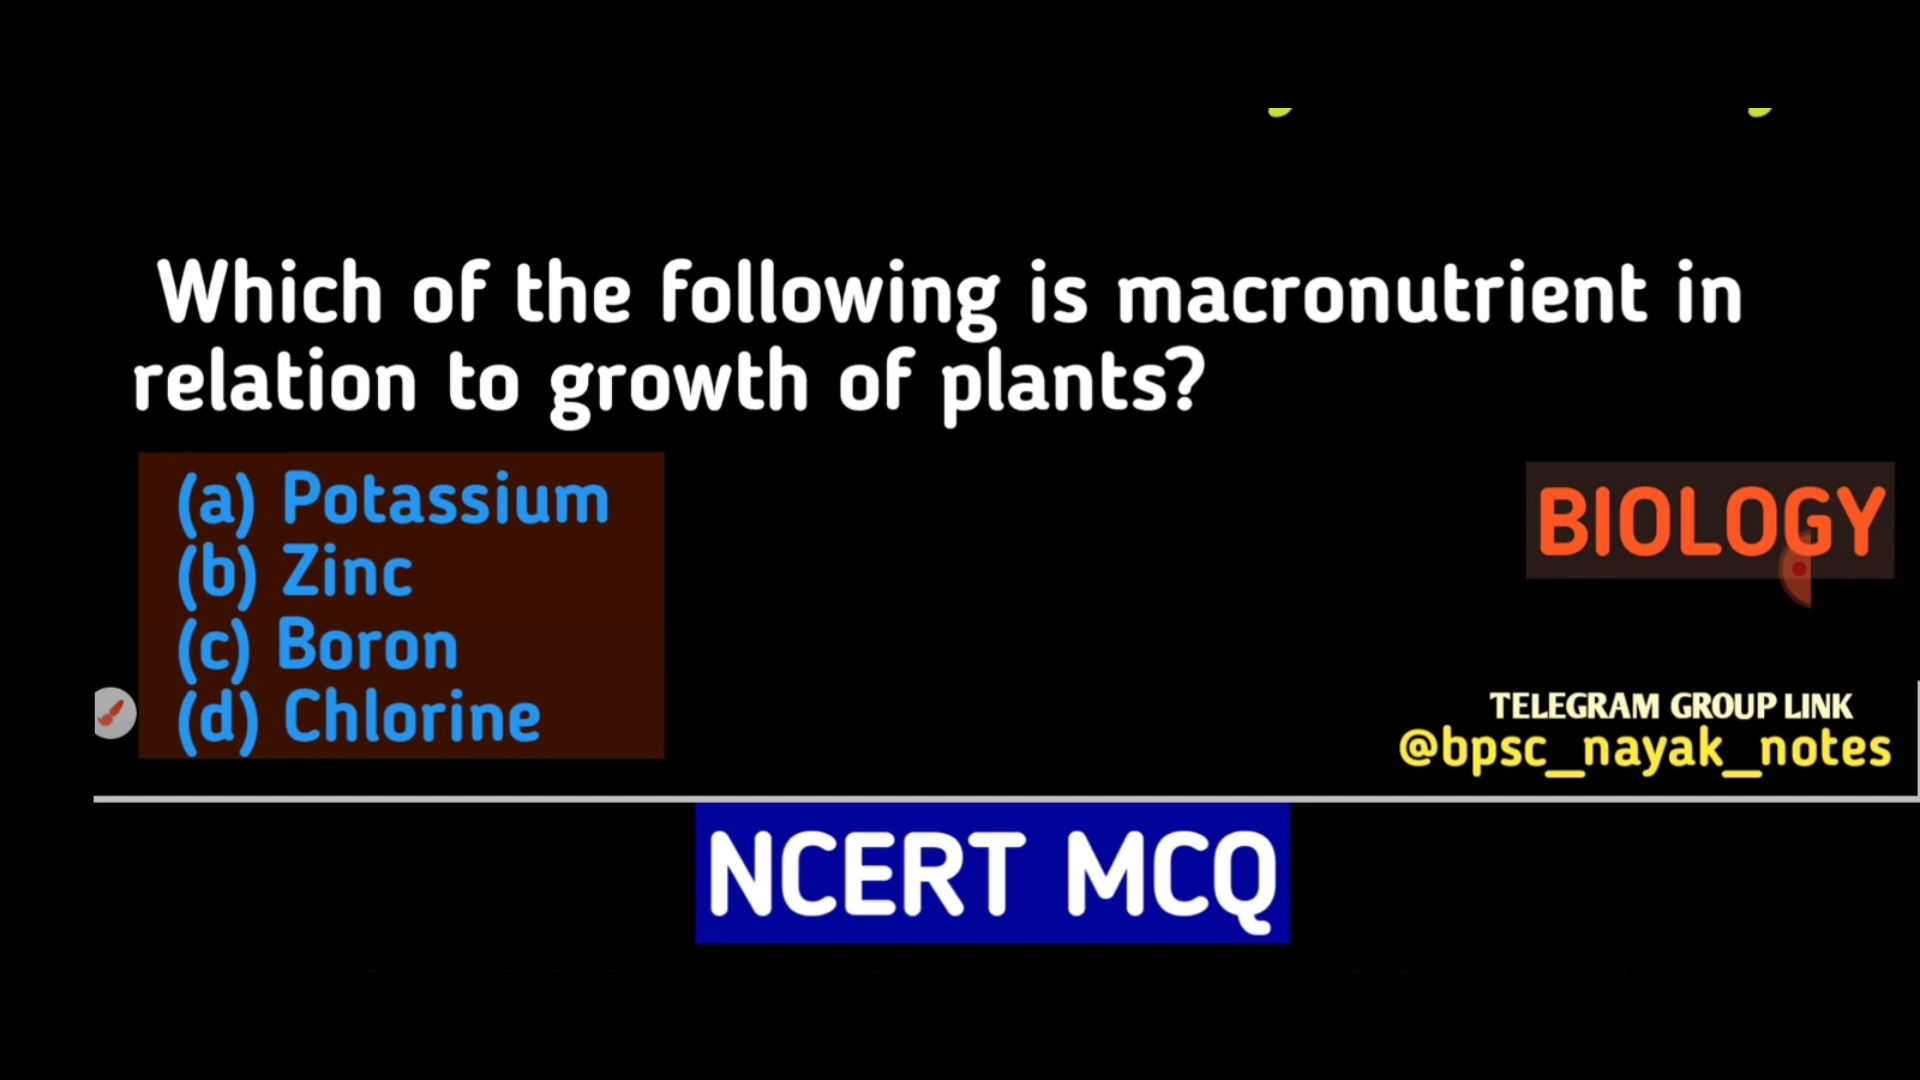 Which of the following is macronutrient in
relation to growth of plants?
(a) Potassium
(b) Zinc
(c) Boron
(d) Chlorine
BIOLOGY
TELEGRAM GROUP LINK
@bpsc_nayak_notes
NCERT MCQ